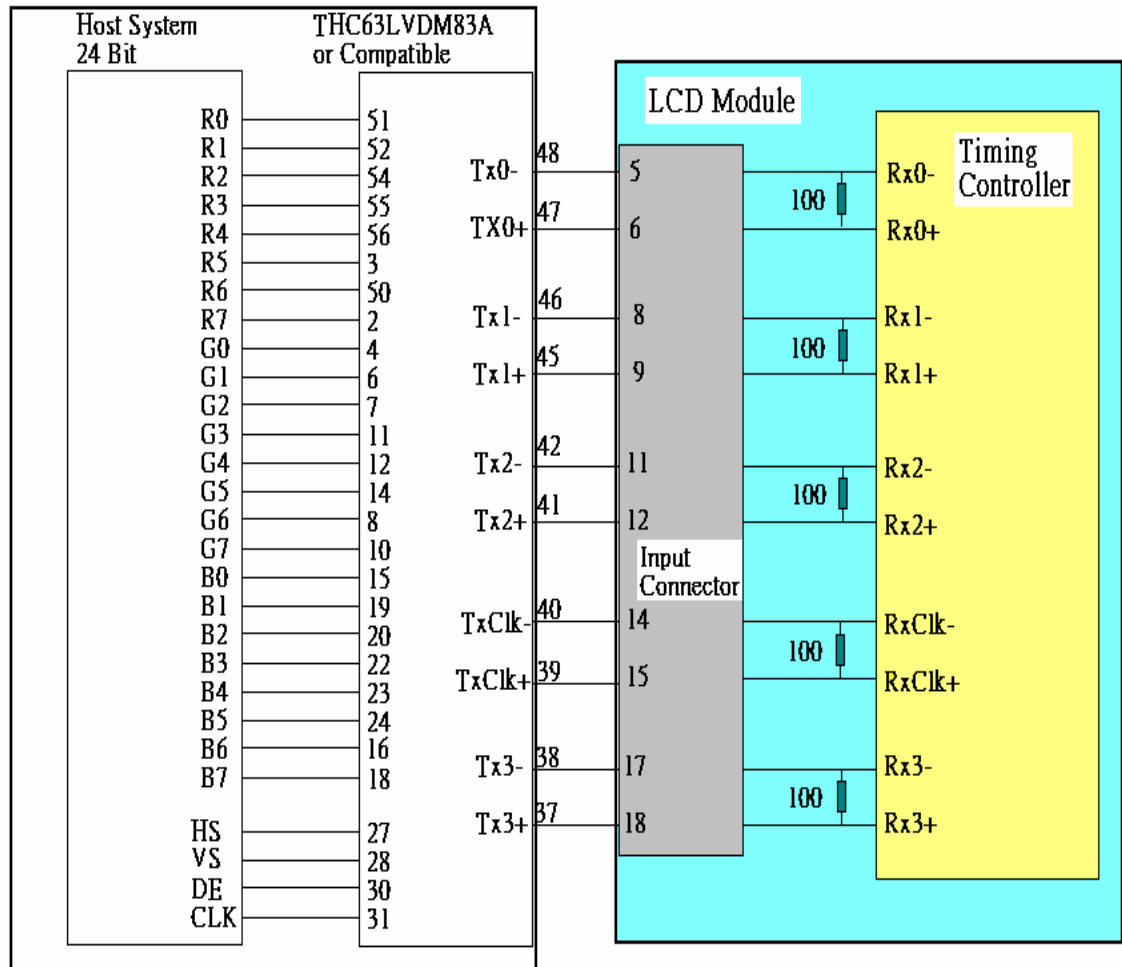 Host System
24 Bit
THC63LVDM83A
or Compatible
R0 51
R1 52
R2 54
R3 55
R4 56
R5 3
R6 50
R7 2
G0 4
G1 6
G2 7
G3 11
G4 12
G5 14
G6 8
G7 10
B0 15
B1 19
B2 20
B3 22
B4 23
B5 24
B6 16
B7 18
HS 27
VS 28
DE 30
CLK 31
Tx0- 48
TX0+ 47
Tx1- 46
Tx1+ 45
Tx2- 42
Tx2+ 41
TxClk- 40
TxClk+ 39
Tx3- 38
Tx3+ 37
LCD Module
5
6
8
9
11
12
Input
Connector
14
15
17
18
100
100
100
100
100
Timing
Controller
Rx0-
Rx0+
Rx1-
Rx1+
Rx2-
Rx2+
RxClk-
RxClk+
Rx3-
Rx3+